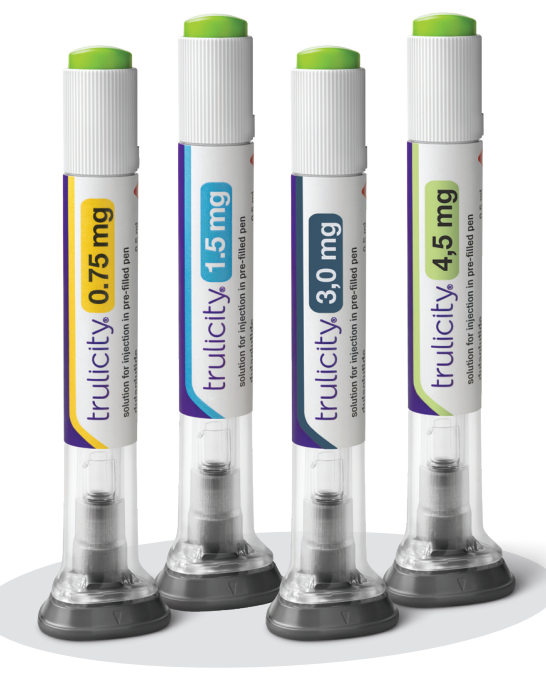 trulicity® 0.75 mg
solution for injection in pre-filled pen
trulicity® 1.5 mg
solution for injection in pre-filled pen
trulicity® 3,0 mg
solution for injection in pre-filled pen
trulicity® 4,5 mg
solution for injection in pre-filled pen